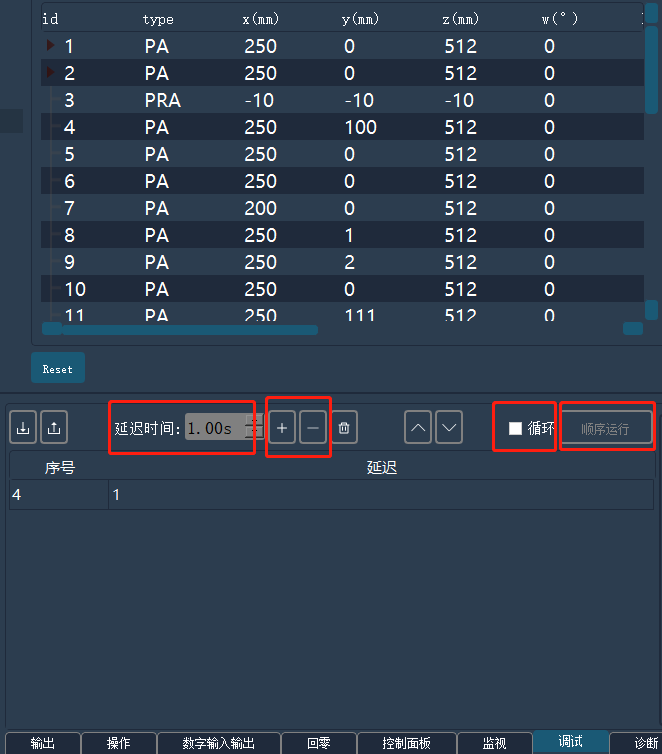 id type x(mm) y(mm) z(mm) w(°)
1 PA 250 0 512 0
2 PA 250 0 512 0
3 PRA -10 -10 -10 0
4 PA 250 100 512 0
5 PA 250 0 512 0
6 PA 250 0 512 0
7 PA 200 0 512 0
8 PA 250 1 512 0
9 PA 250 2 512 0
10 PA 250 0 512 0
11 PA 250 111 512 0
Reset
延迟时间: 1.00s 循环 顺序运行
序号 延迟
4 1
输出 操作 数字输入输出 回零 控制面板 监视 调试 诊断